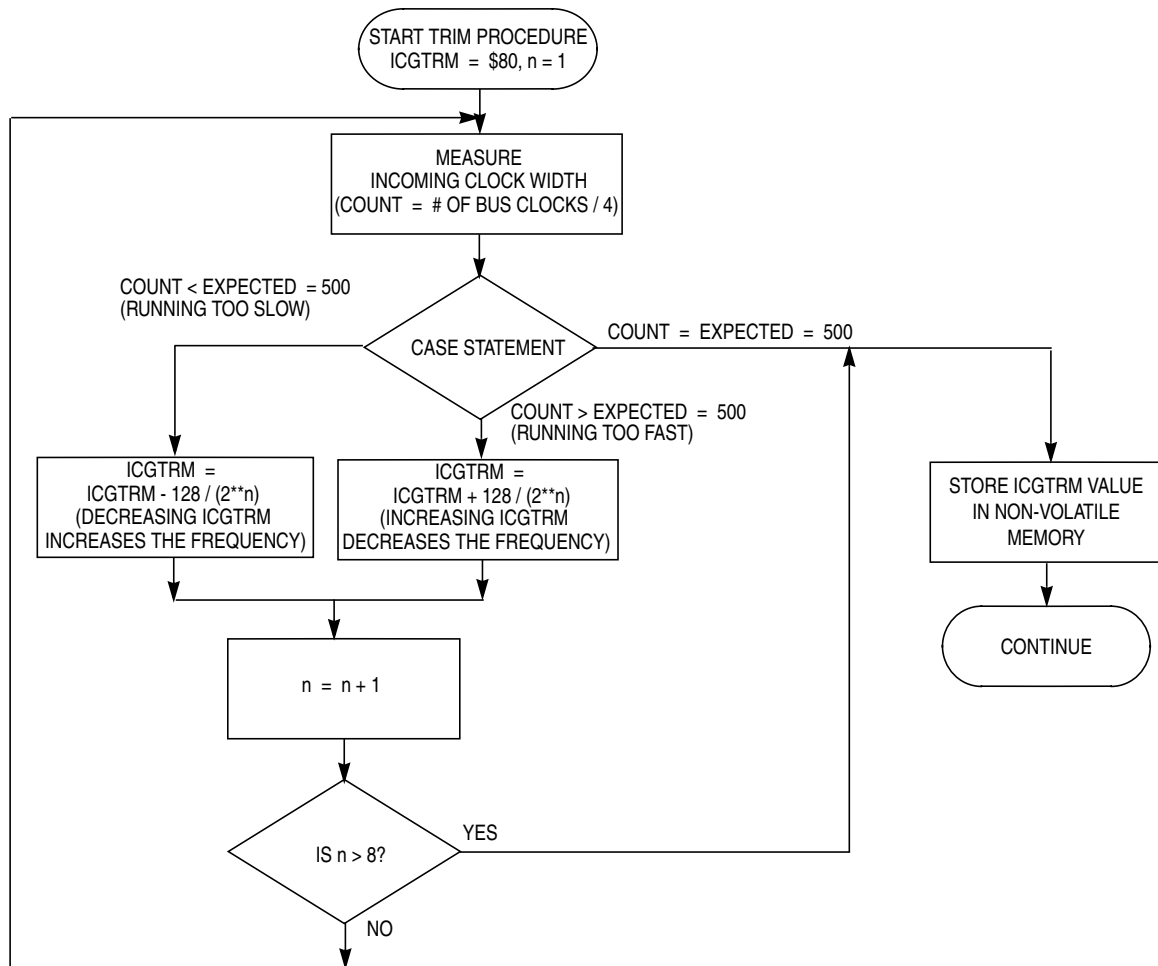 START TRIM PROCEDURE
ICGTRM = $80, n = 1
MEASURE
INCOMING CLOCK WIDTH
(COUNT = # OF BUS CLOCKS / 4)
COUNT < EXPECTED = 500
(RUNNING TOO SLOW)
CASE STATEMENT
COUNT = EXPECTED = 500
COUNT > EXPECTED = 500
(RUNNING TOO FAST)
ICGTRM =
ICGTRM - 128 / (2**n)
(DECREASING ICGTRM
INCREASES THE FREQUENCY)
ICGTRM =
ICGTRM + 128 / (2**n)
(INCREASING ICGTRM
DECREASES THE FREQUENCY)
STORE ICGTRM VALUE
IN NON-VOLATILE
MEMORY
CONTINUE
n = n + 1
IS n > 8?
YES
NO